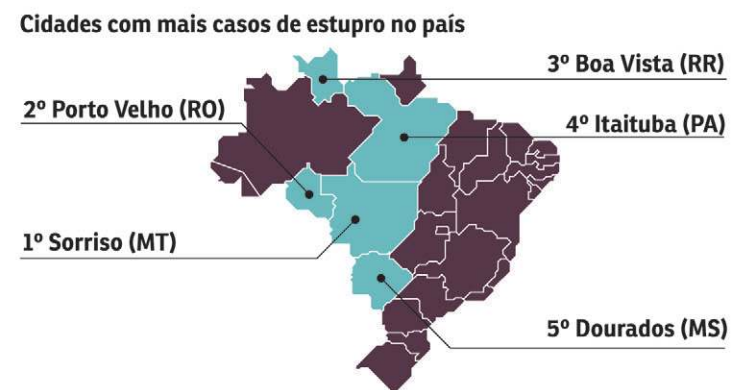 Cidades com mais casos de estupro no país
3º Boa Vista (RR)
2º Porto Velho (RO)
4º Itaituba (PA)
1º Sorriso (MT)
5º Dourados (MS)